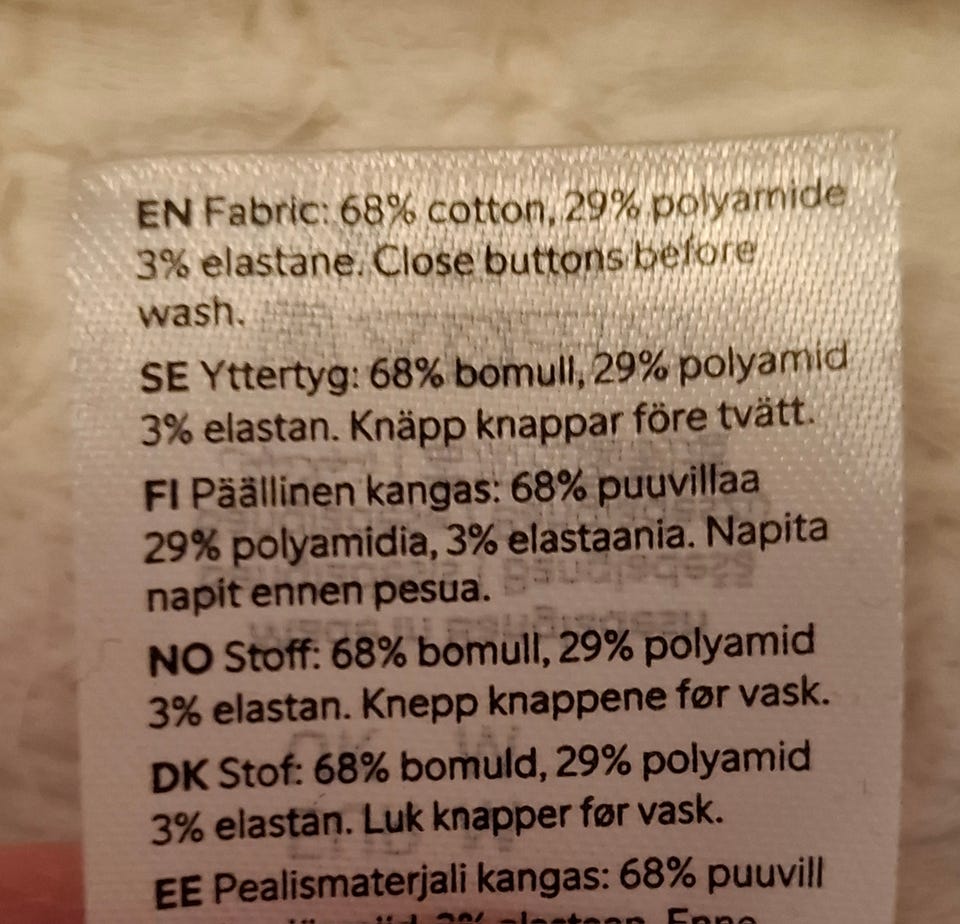 EN Fabric: 68% cotton, 29% polyamide
3% elastane. Close buttons before
wash.
SE Yttertyg: 68% bomull, 29% polyamid
3% elastan. Knäpp knappar före tvätt.
FI Päällinen kangas: 68% puuvillaa
29% polyamidia, 3% elastaania. Napita
napit ennen pesua.
NO Stoff: 68% bomull, 29% polyamid
3% elastan. Knepp knappene før vask.
DK Stof: 68% bomuld, 29% polyamid
3% elastan. Luk knapper før vask.
EE Pealismaterjali kangas: 68% puuvill
3% elastaan. Enne